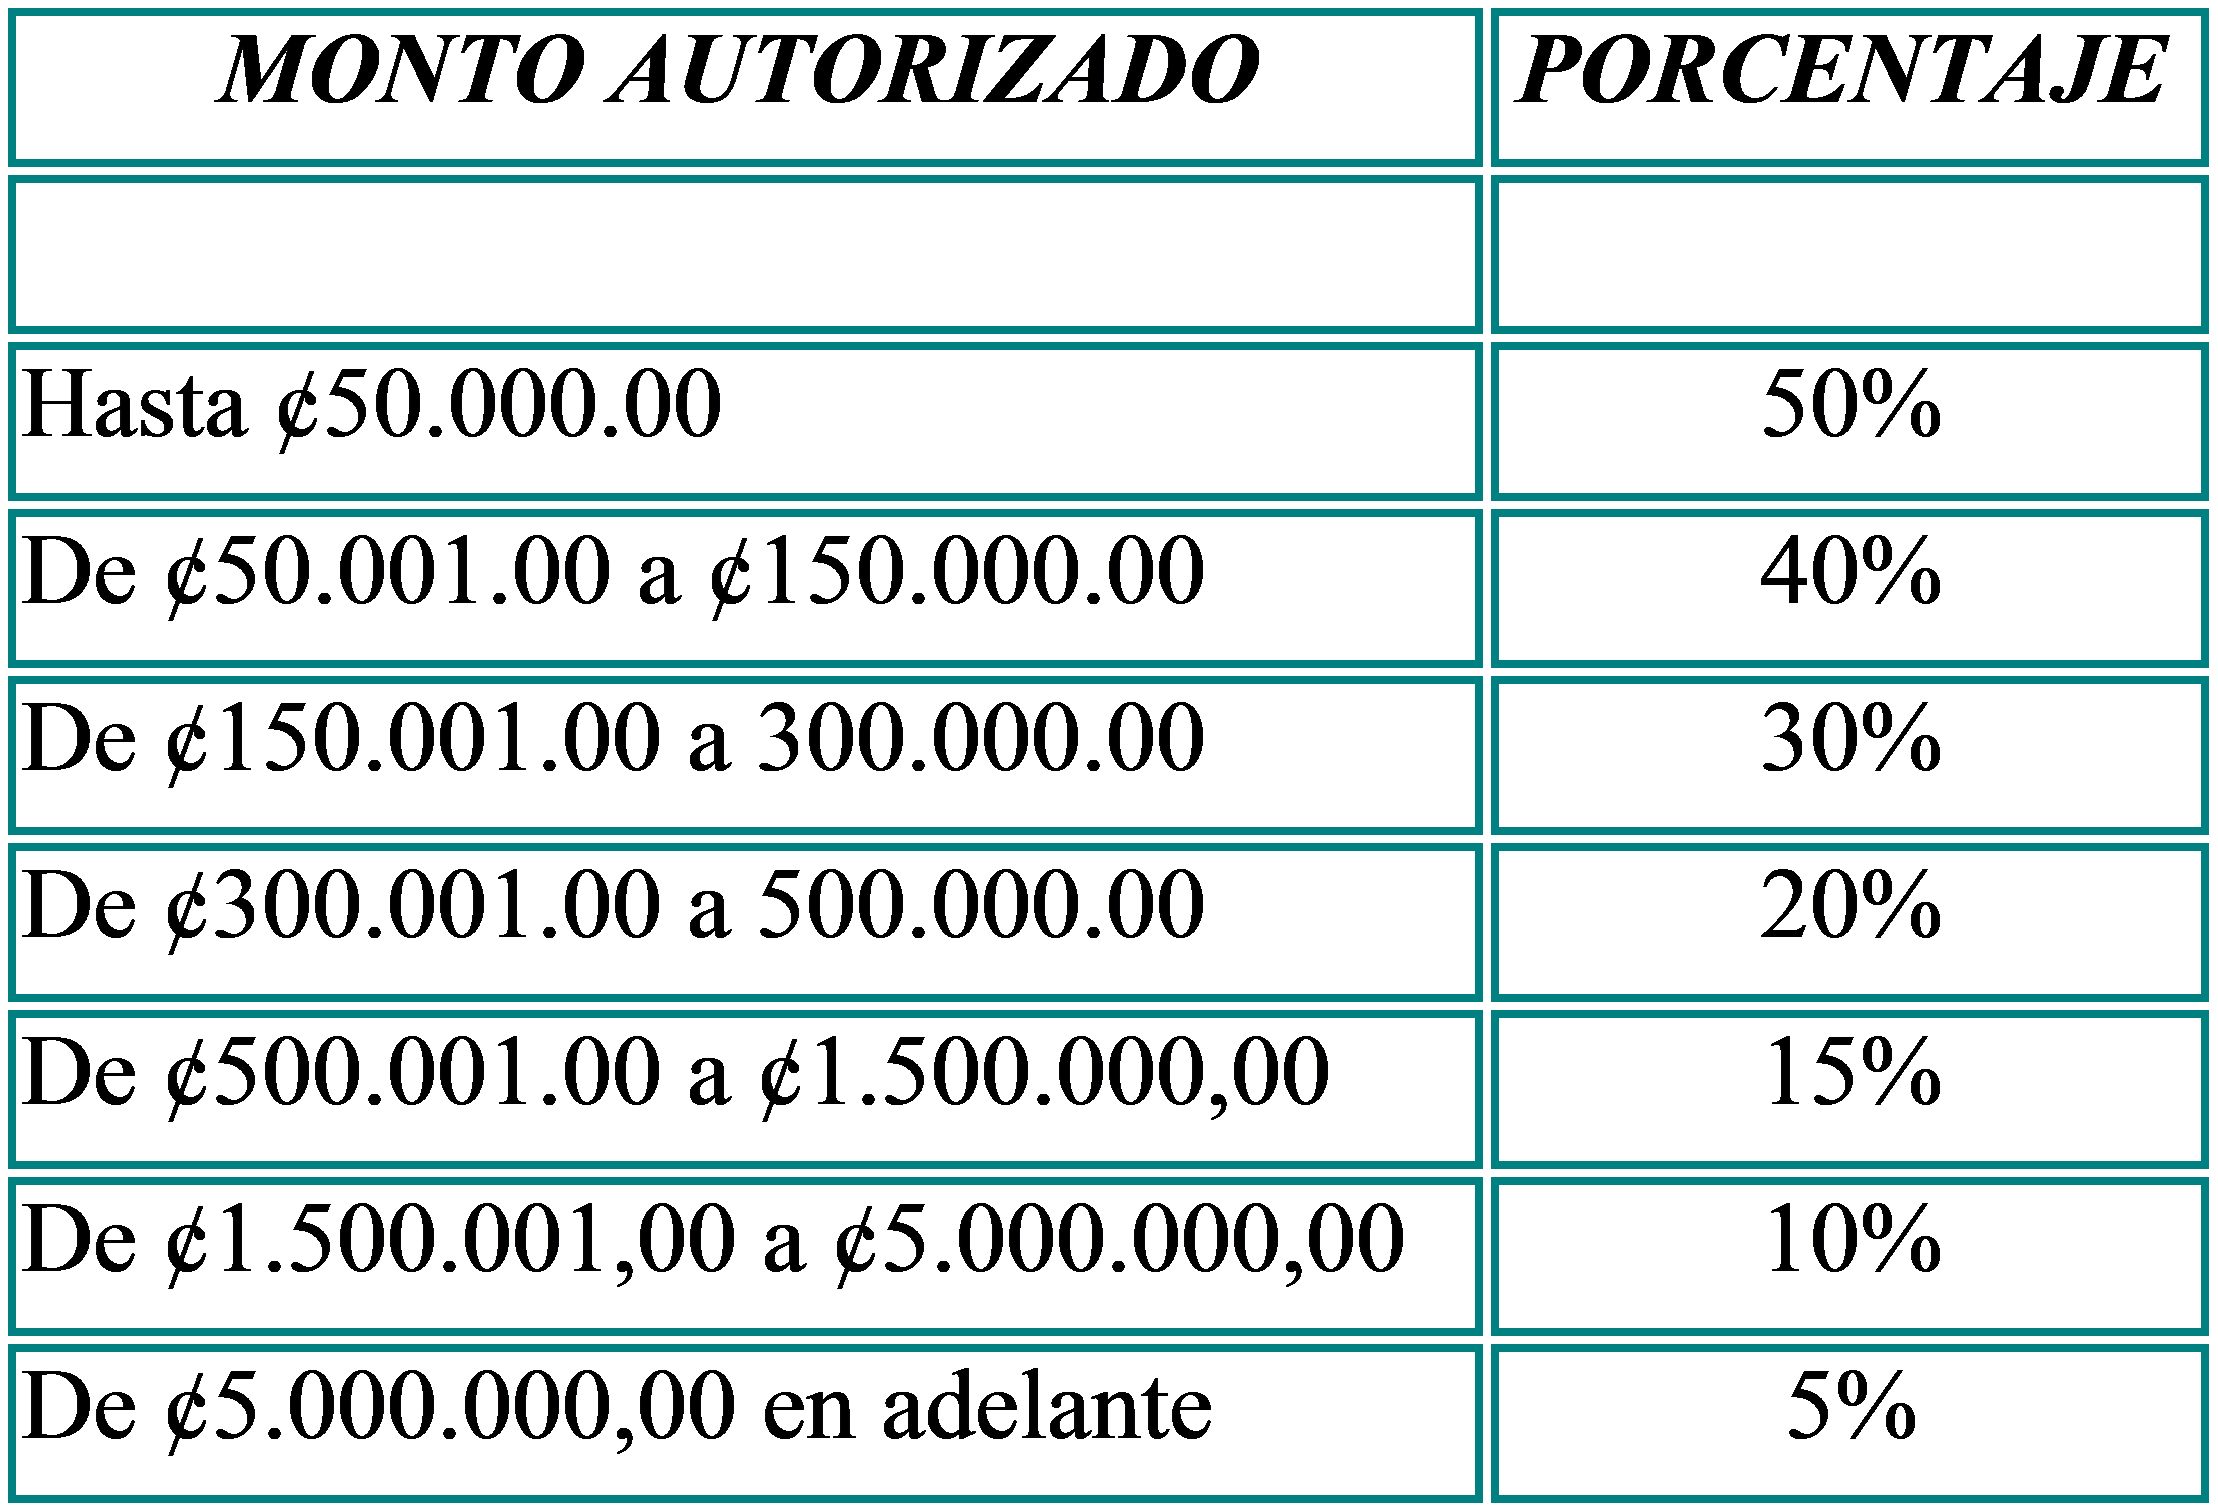 MONTO AUTORIZADO PORCENTAJE
Hasta ¢50.000.00 50%
De ¢50.001.00 a ¢150.000.00 40%
De ¢150.001.00 a 300.000.00 30%
De ¢300.001.00 a 500.000.00 20%
De ¢500.001.00 a ¢1.500.000,00 15%
De ¢1.500.001,00 a ¢5.000.000,00 10%
De ¢5.000.000,00 en adelante 5%